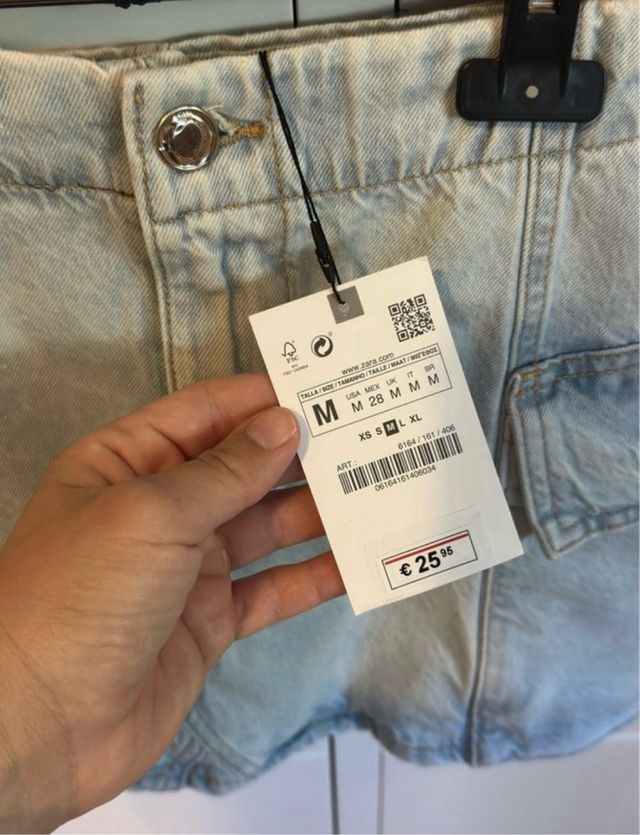 FSC
www.zara.com
TALLA / SIZE / TAMANHO / TAILLE / MAAT / ΜΕΓΕΘΟΣ
M
USA MEX UK IT BR
M 28 M M M
XS S M L XL
6164 / 161 / 406
ART.:
06164161406034
€ 25 95